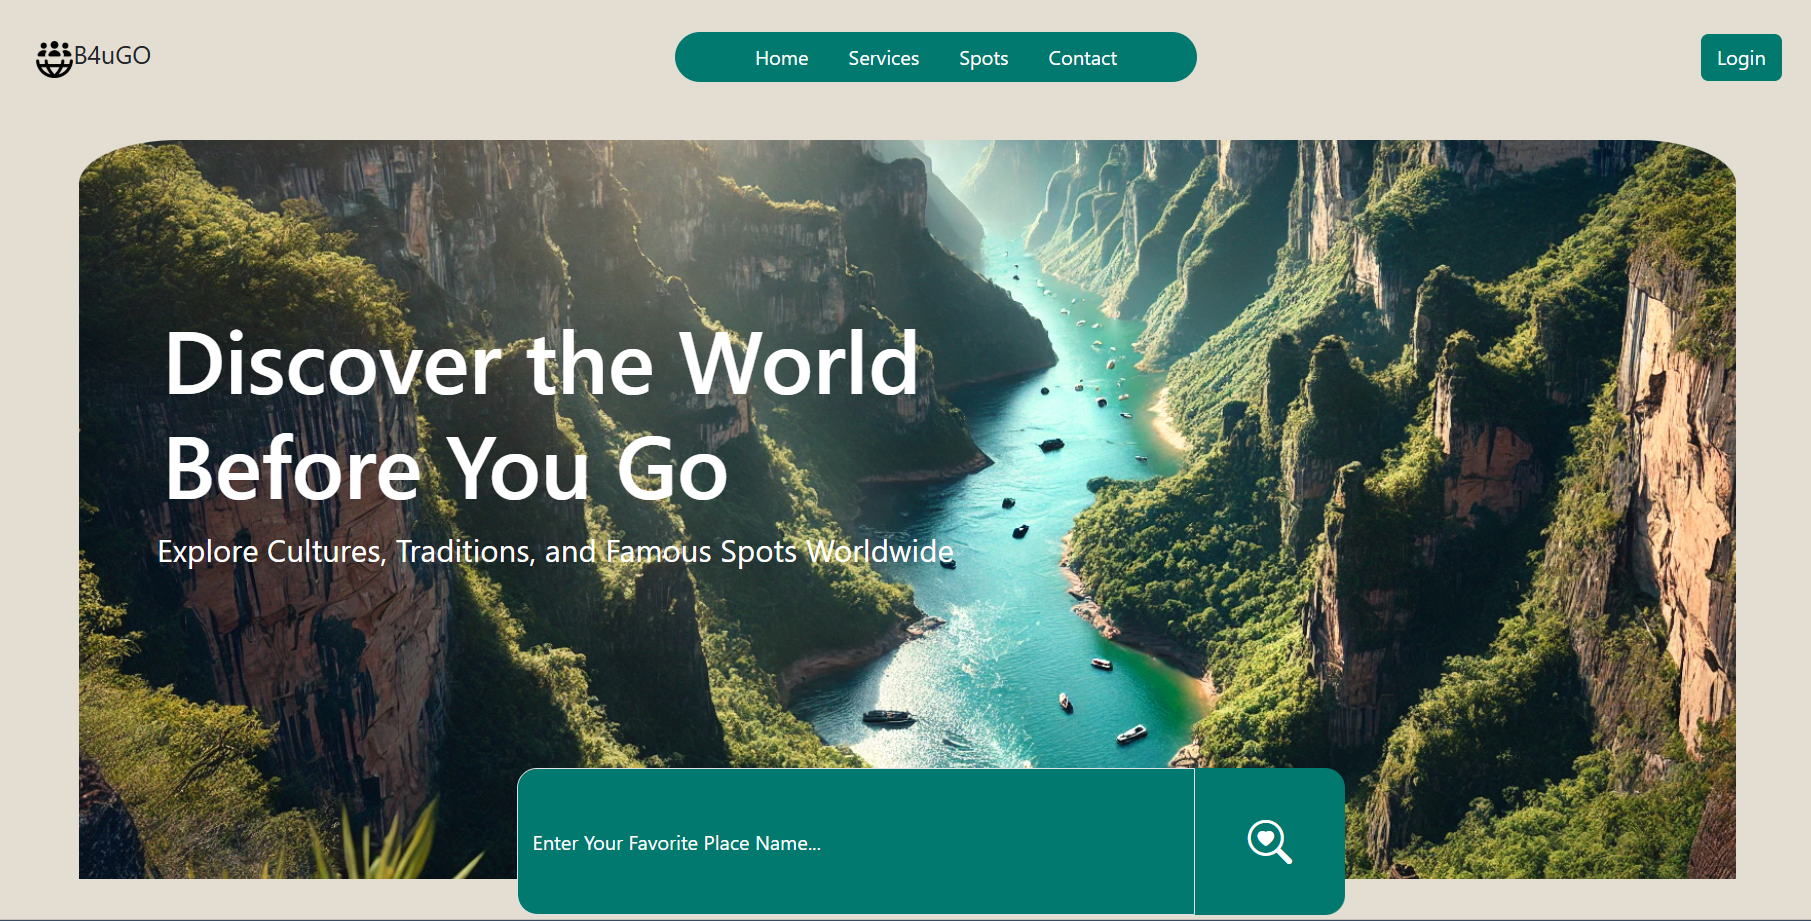 B4uGO
Home Services Spots Contact
Login
Discover the World
Before You Go
Explore Cultures, Traditions, and Famous Spots Worldwide
Enter Your Favorite Place Name...